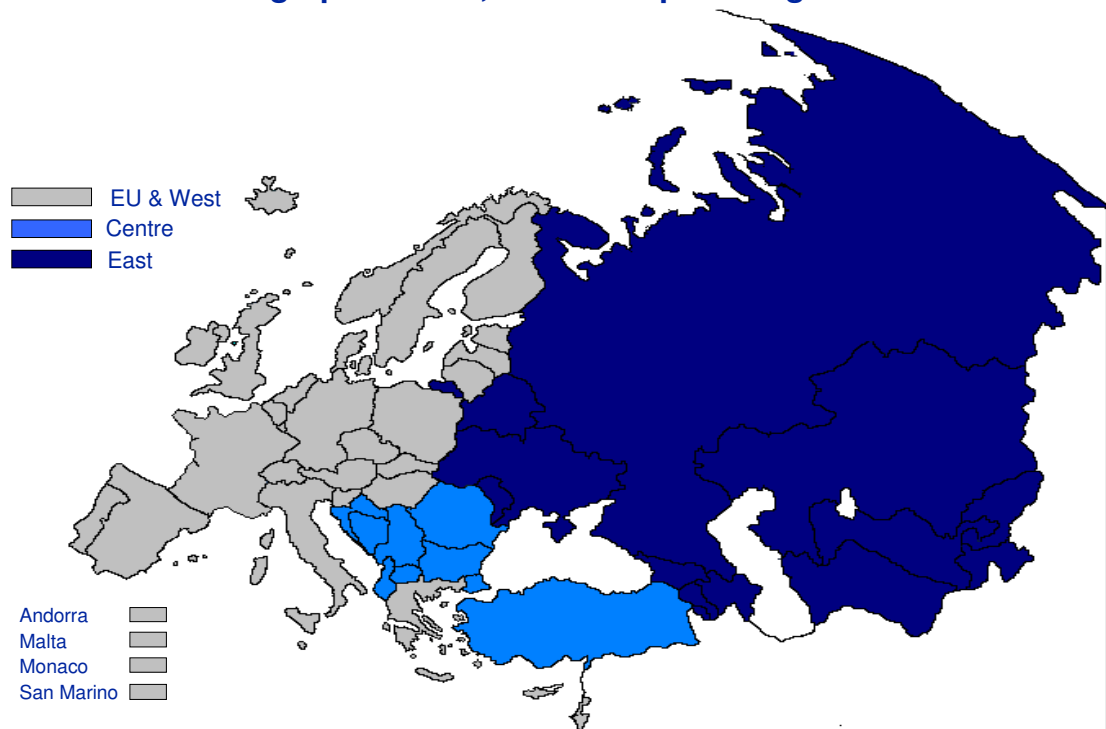 EU & West
Centre
East
Andorra
Malta
Monaco
San Marino